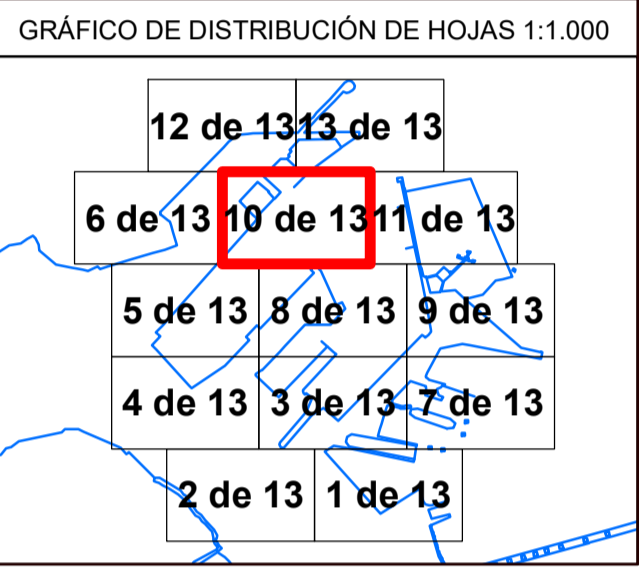 GRÁFICO DE DISTRIBUCIÓN DE HOJAS 1:1.000
12 de 13 13 de 13
6 de 13 10 de 13 11 de 13
5 de 13 8 de 13 9 de 13
4 de 13 3 de 13 7 de 13
2 de 13 1 de 13